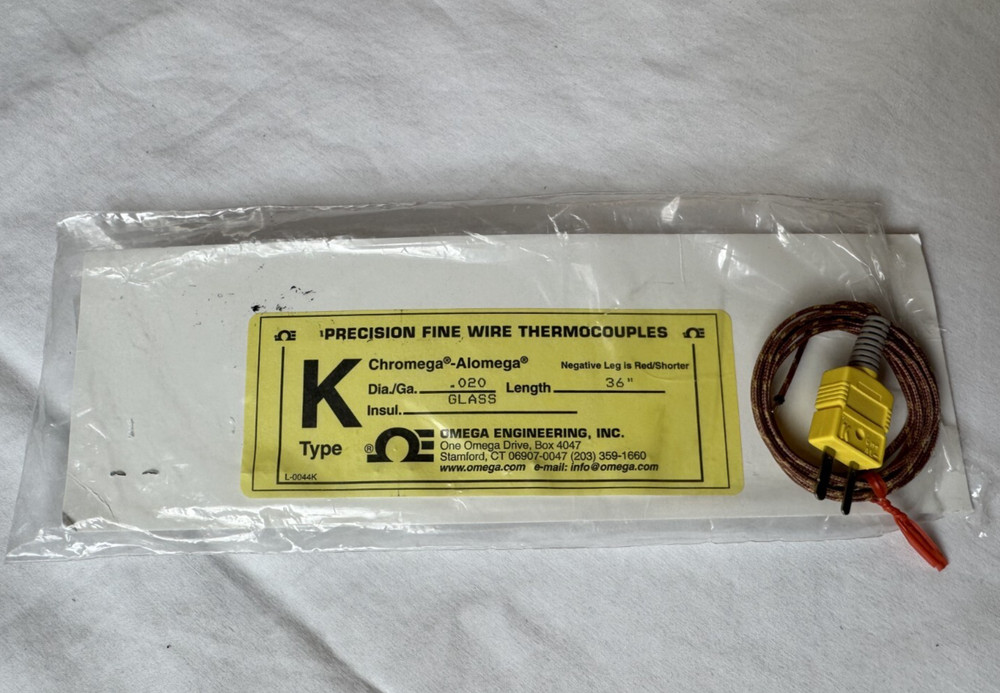 PRECISION FINE WIRE THERMOCOUPLES
K
Type
Chromega®-Alomega®
Negative Leg is Red/Shorter
Dia./Ga. .020 Length 36"
Insul. GLASS
® ΩE OMEGA ENGINEERING, INC.
One Omega Drive, Box 4047
Stamford, CT 06907-0047 (203) 359-1660
www.omega.com e-mail: info@omega.com
L-0044K
K